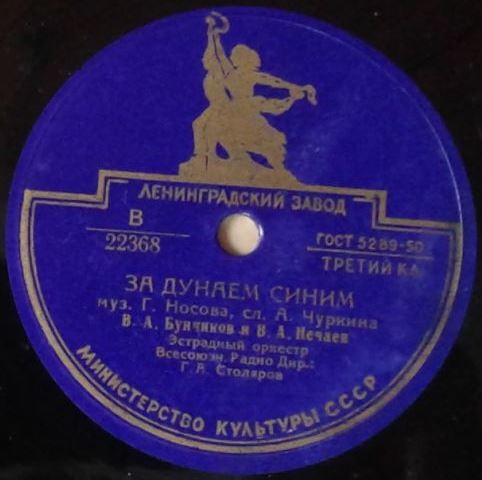 ЛЕНИНГРАДСКИЙ ЗАВОД
В
22368
ГОСТ 5289-50
ТРЕТИЙ КЛ.
ЗА ДУНАЕМ СИНИМ
муз. Г. Носова, сл. А. Чуркина
В. А. Бунчиков и В. А. Нечаев
Эстрадный оркестр
Всесоюзн. Радио Дир.:
Г. А. Столяров
МИНИСТЕРСТВО КУЛЬТУРЫ СССР